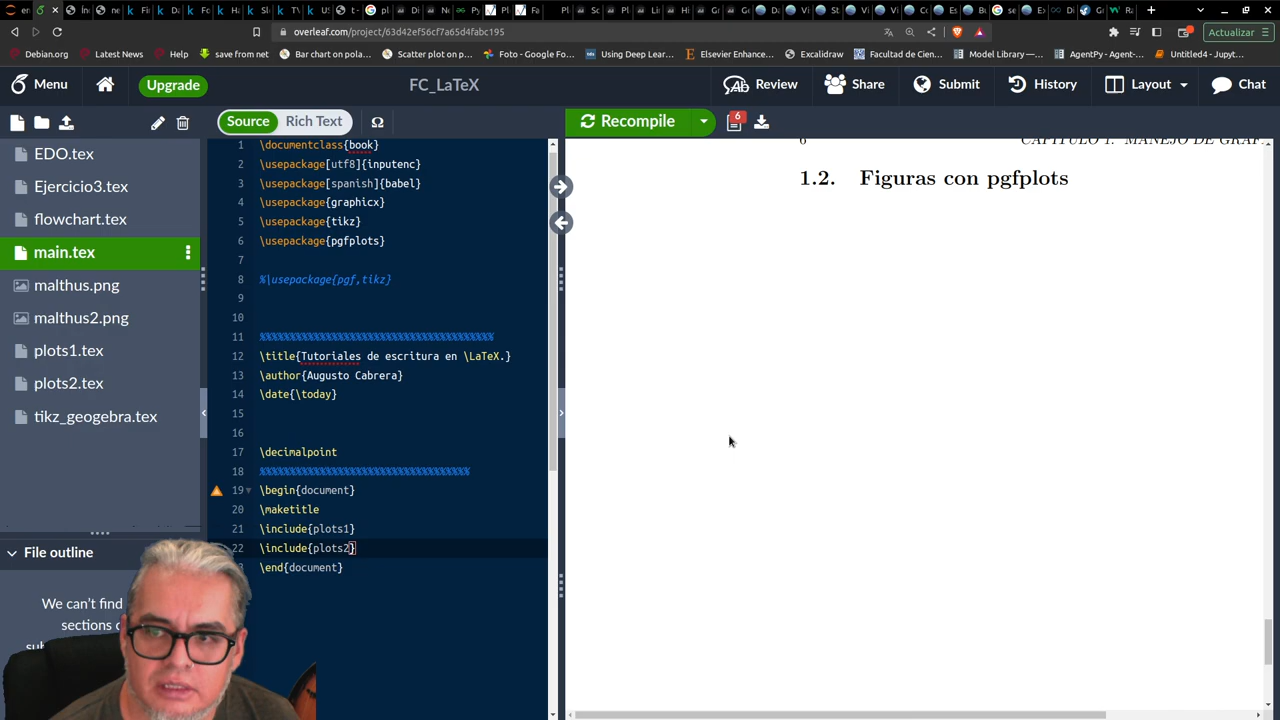 overleaf.com/project/63d42ef56cf7a65d4fabc195
Actualizar
Debian.org
Latest News
Help
save from net
Bar chart on pola...
Scatter plot on p...
Foto - Google Fo...
Using Deep Lear...
Elsevier Enhance...
Excalidraw
Facultad de Cien...
Model Library —...
AgentPy - Agent-...
Untitled4 - Jupyt...
Menu
Upgrade
FC_LaTeX
Review
Share
Submit
History
Layout
Chat
Source
Rich Text
Ω
Recompile
6
EDO.tex
Ejercicio3.tex
flowchart.tex
main.tex
malthus.png
malthus2.png
plots1.tex
plots2.tex
tikz_geogebra.tex
File outline
We can't find
sections
1 \documentclass{book}
2 \usepackage[utf8]{inputenc}
3 \usepackage[spanish]{babel}
4 \usepackage{graphicx}
5 \usepackage{tikz}
6 \usepackage{pgfplots}
7
8 %\usepackage{pgf,tikz}
9
10
11 %%%%%%%%%%%%%%%%%%%%%%%%%%%%%%%%%%%%%%%
12 \title{Tutoriales de escritura en \LaTeX.}
13 \author{Augusto Cabrera}
14 \date{\today}
15
16
17 \decimalpoint
18 %%%%%%%%%%%%%%%%%%%%%%%%%%%%%%%%%%%
19 \begin{document}
20 \maketitle
21 \include{plots1}
22 \include{plots2}
\end{document}
6 CAPÍTULO 1. MANEJO DE GRAF
1.2. Figuras con pgfplots